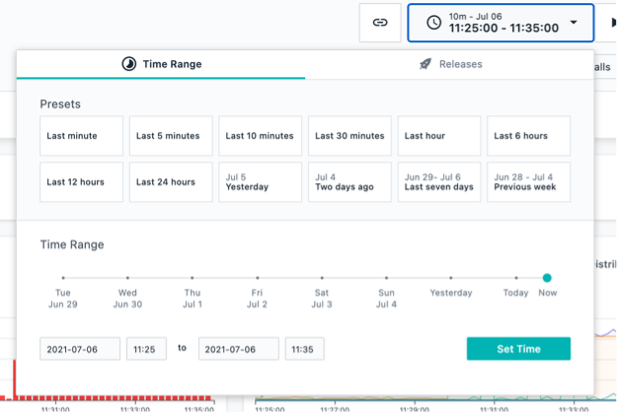 10m - Jul 06
11:25:00 - 11:35:00
alls
Time Range
Releases
Presets
Last minute
Last 5 minutes
Last 10 minutes
Last 30 minutes
Last hour
Last 6 hours
Last 12 hours
Last 24 hours
Jul 5
Yesterday
Jul 4
Two days ago
Jun 29- Jul 6
Last seven days
Jun 28 - Jul 4
Previous week
Time Range
istri
Tue
Jun 29
Wed
Jun 30
Thu
Jul 1
Fri
Jul 2
Sat
Jul 3
Sun
Jul 4
Yesterday
Today
Now
2021-07-06
11:25
to
2021-07-06
11:35
Set Time
11:31:00
11:33:00
11:35:00
11:25:00
11:27:00
11:29:00
11:31:00
11:33:00